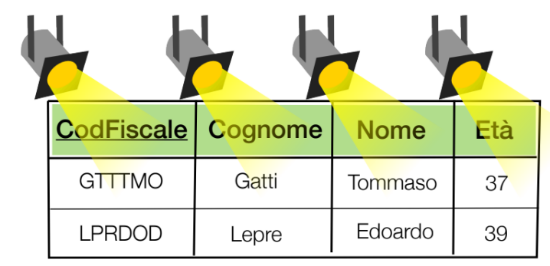 CodFiscale Cognome Nome Età
GTTTMO Gatti Tommaso 37
LPRDOD Lepre Edoardo 39